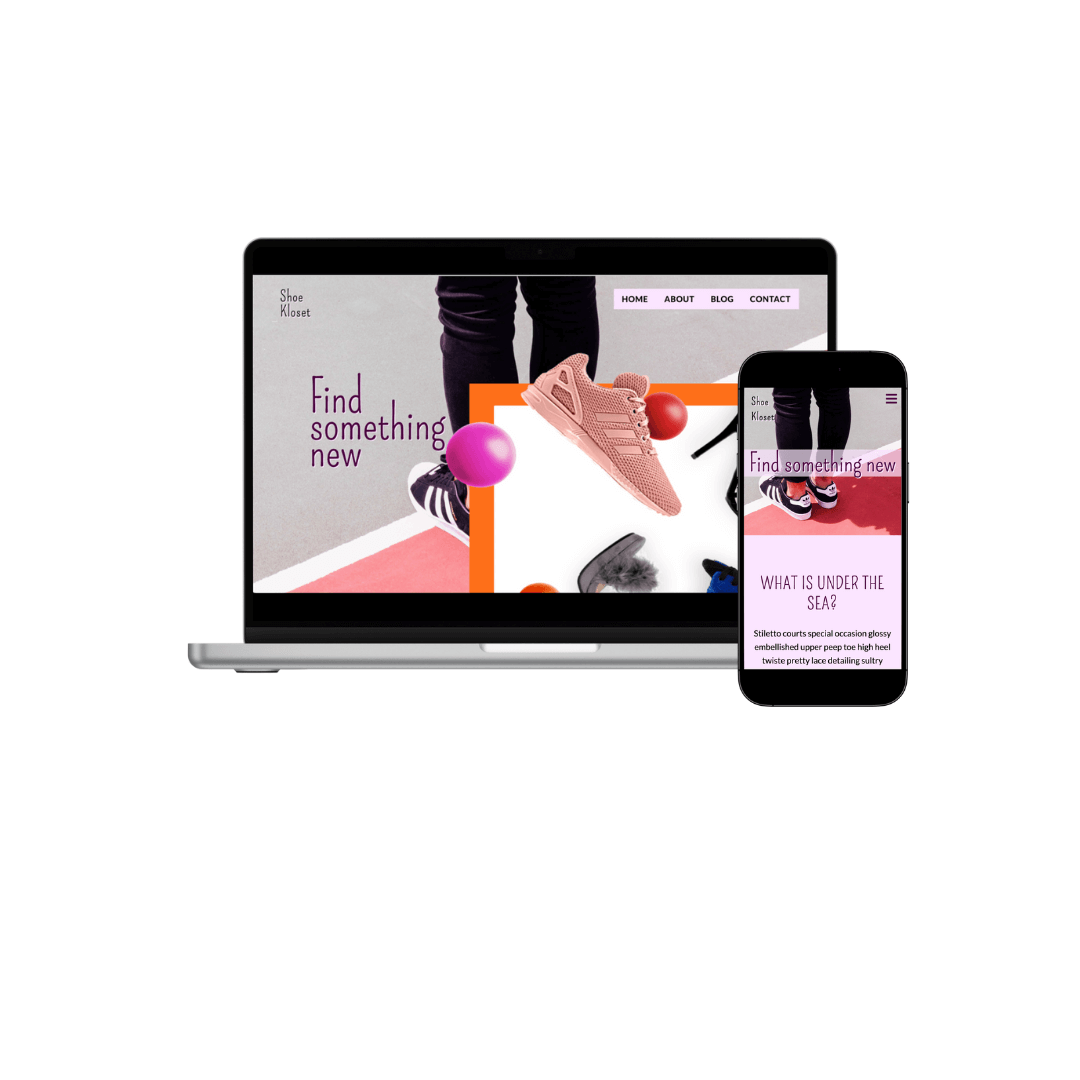 Shoe
Kloset
HOME ABOUT BLOG CONTACT
Find
something
new
Shoe
Kloset
Find something new
WHAT IS UNDER THE
SEA?
Stiletto courts special occasion glossy
embellished upper peep toe high heel
twiste pretty lace detailing sultry